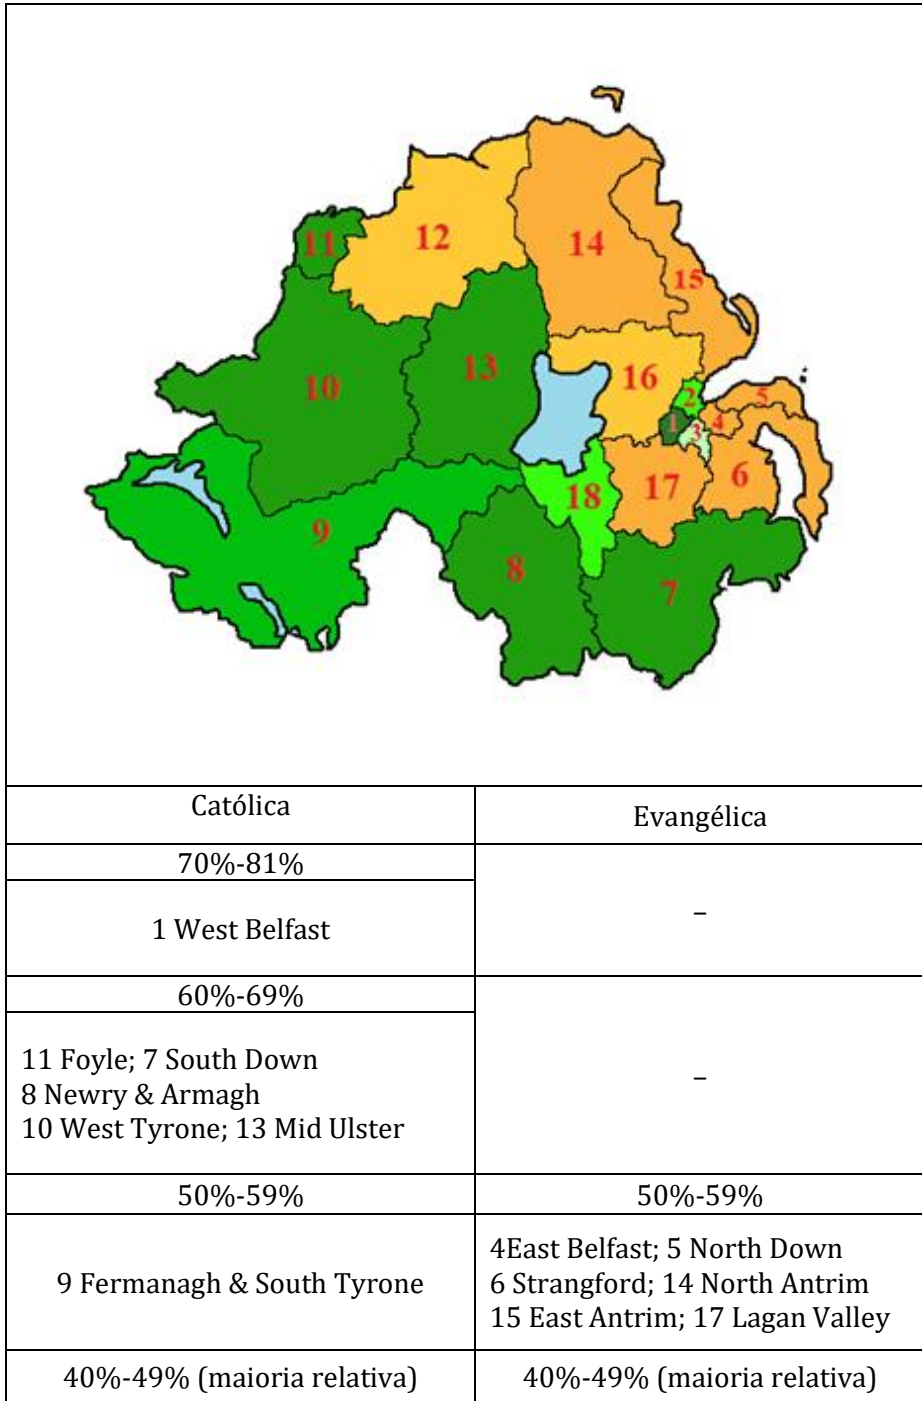 12
14
11
15
13
16
10
2
5
1
4
3
17
6
18
9
8
7
Católica
Evangélica
70%-81%
1 West Belfast
–
60%-69%
11 Foyle; 7 South Down
8 Newry & Armagh
10 West Tyrone; 13 Mid Ulster
–
50%-59%
50%-59%
9 Fermanagh & South Tyrone
4East Belfast; 5 North Down
6 Strangford; 14 North Antrim
15 East Antrim; 17 Lagan Valley
40%-49% (maioria relativa)
40%-49% (maioria relativa)